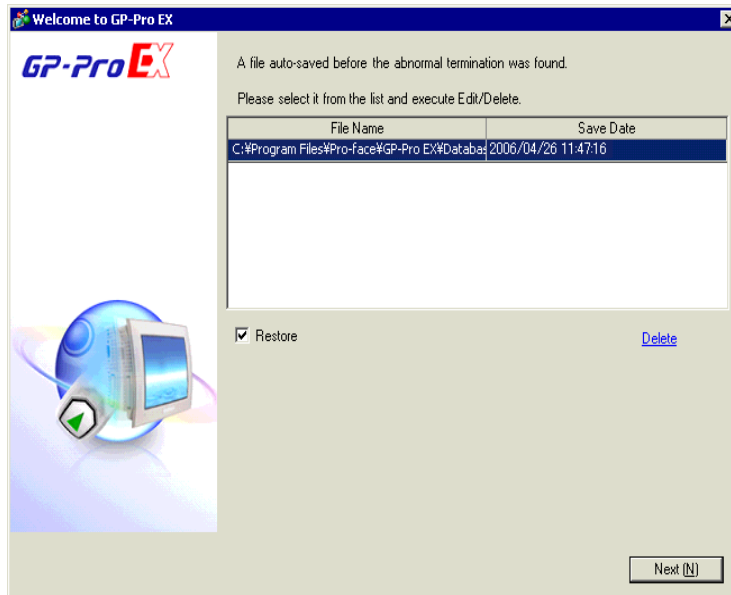 Welcome to GP-Pro EX
GP-Pro EX
A file auto-saved before the abnormal termination was found.
Please select it from the list and execute Edit/Delete.
File Name Save Date
C:¥Program Files¥Pro-face¥GP-Pro EX¥Databas 2006/04/26 11:47:16
Restore
Delete
Next (N)